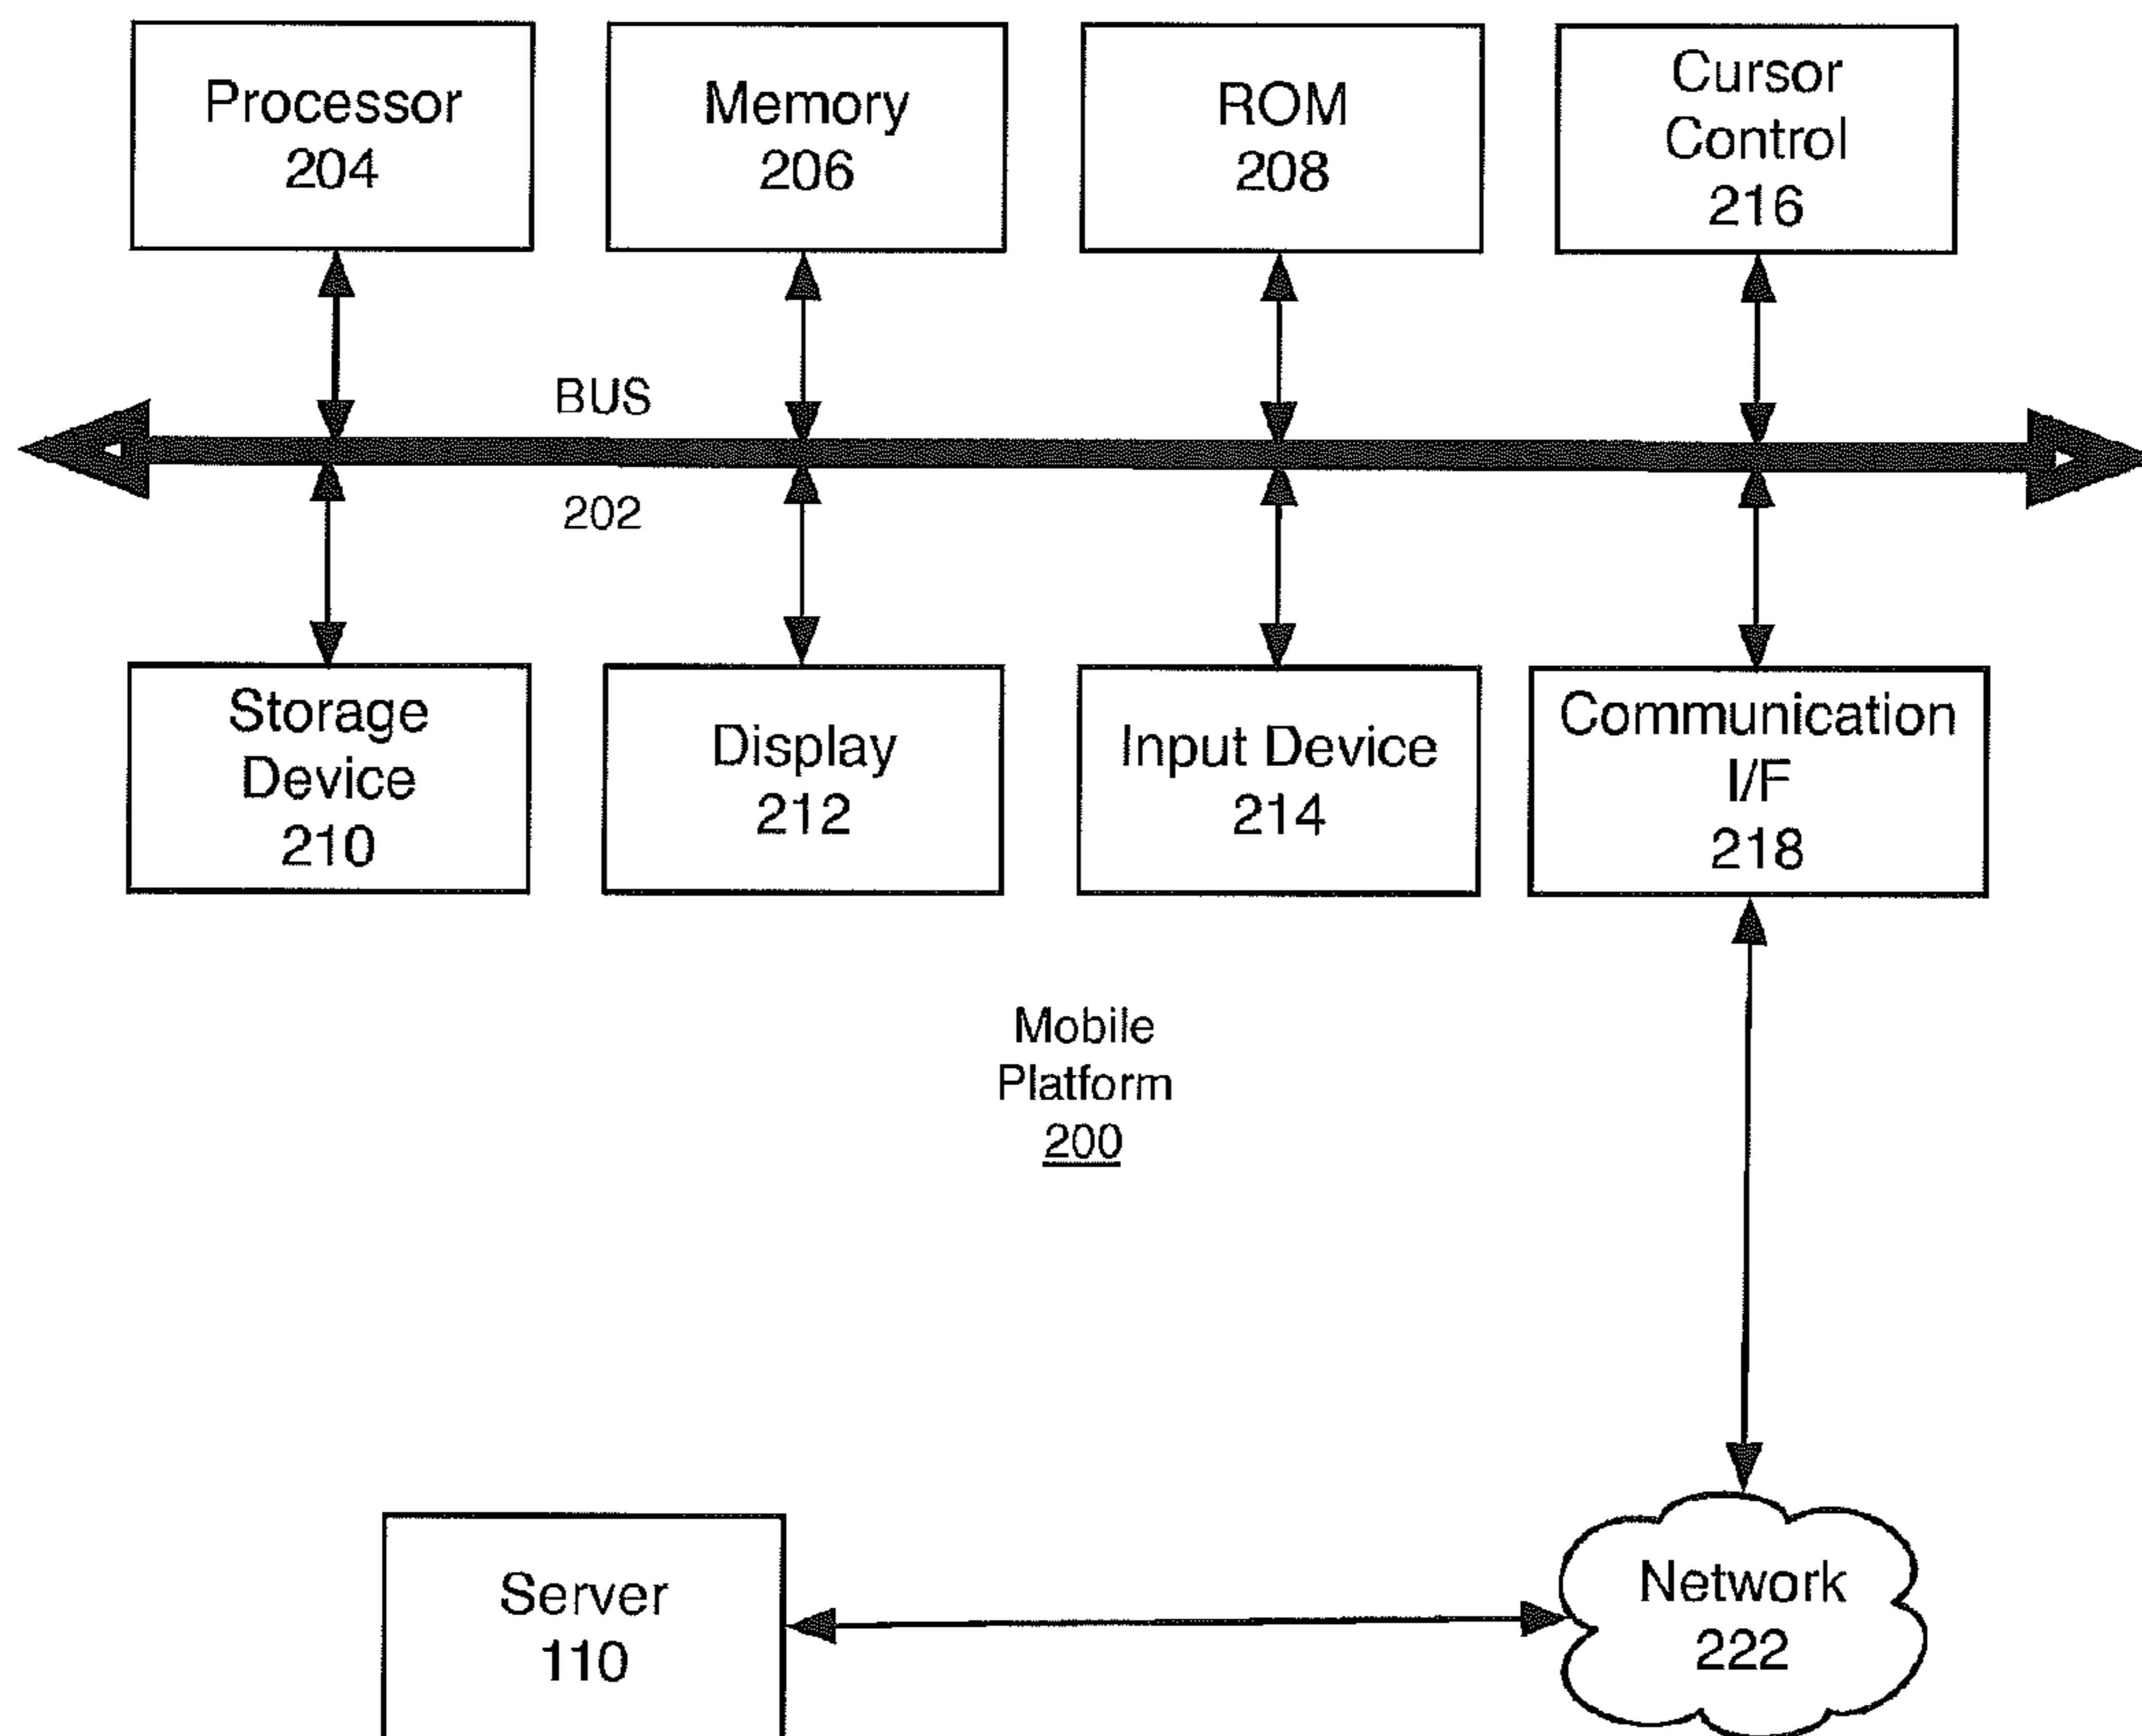 Processor
204
Memory
206
ROM
208
Cursor
Control
216
BUS
202
Storage
Device
210
Display
212
Input Device
214
Communication
I/F
218
Mobile
Platform
200
Server
110
Network
222